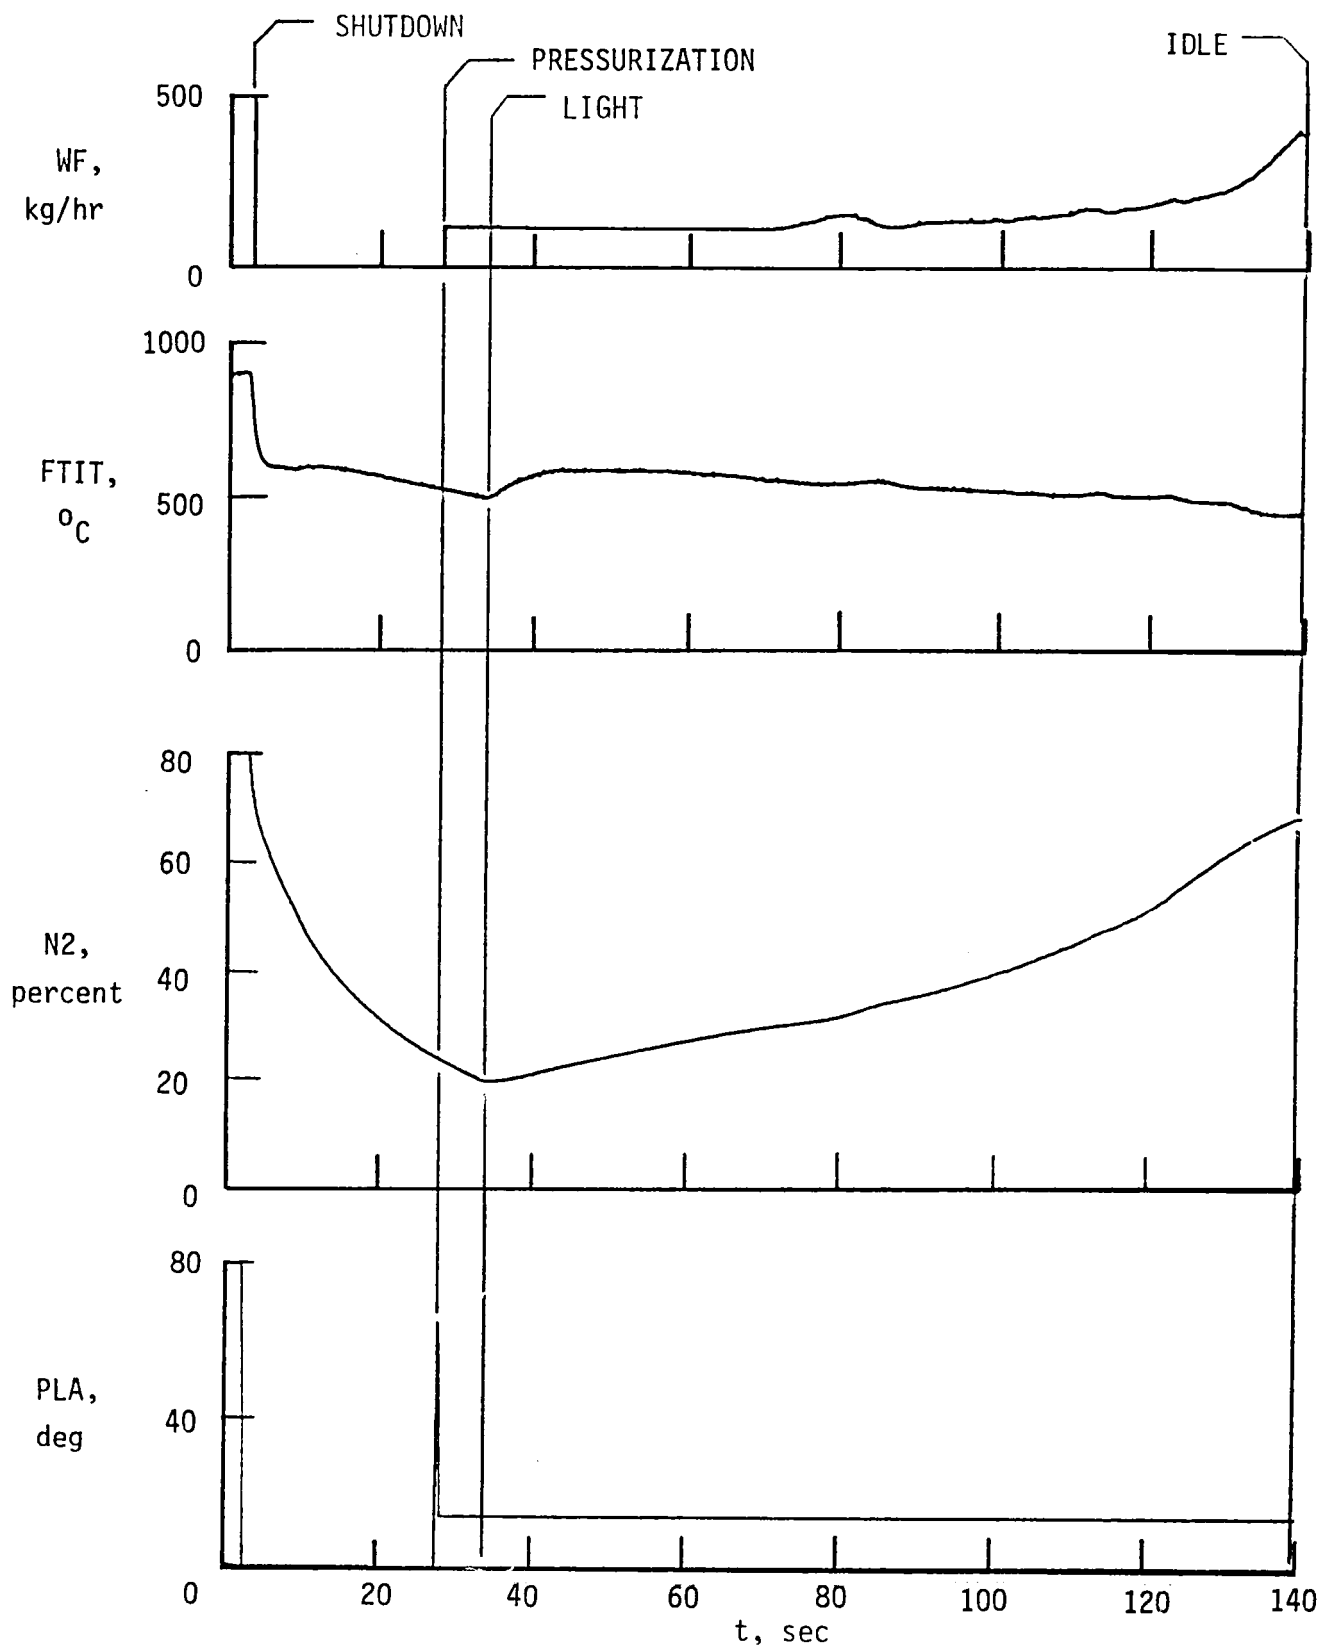 SHUTDOWN
PRESSURIZATION
IDLE
LIGHT
500
WF,
kg/hr
0
1000
FTIT,
500
°C
0
80
60
N2,
40
percent
20
0
80
PLA,
40
deg
0 20 40 60 80 100 120 140
t, sec